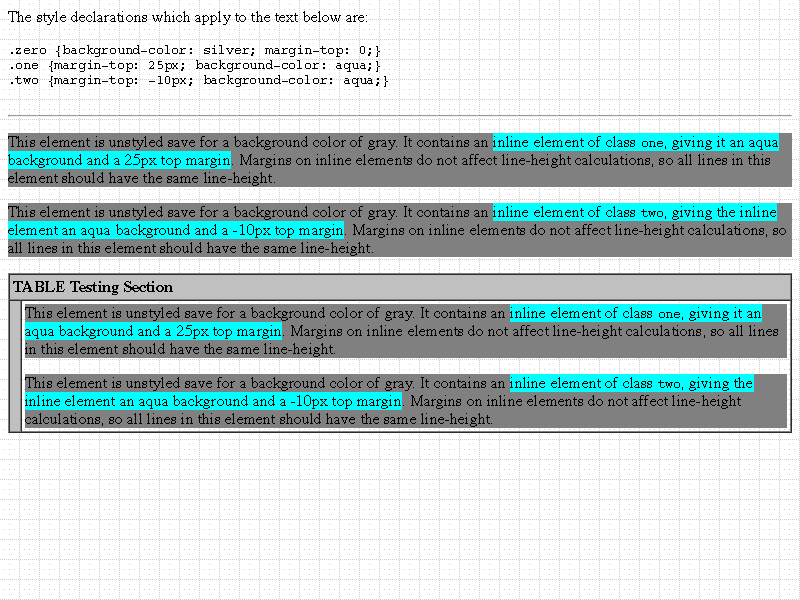 The style declarations which apply to the text below are:
.zero {background-color: silver; margin-top: 0;}
.one {margin-top: 25px; background-color: aqua;}
.two {margin-top: -10px; background-color: aqua;}
This element is unstyled save for a background color of gray. It contains an inline element of class one, giving it an aqua
background and a 25px top margin. Margins on inline elements do not affect line-height calculations, so all lines in this
element should have the same line-height.
This element is unstyled save for a background color of gray. It contains an inline element of class two, giving the inline
element an aqua background and a -10px top margin. Margins on inline elements do not affect line-height calculations, so
all lines in this element should have the same line-height.
TABLE Testing Section
This element is unstyled save for a background color of gray. It contains an inline element of class one, giving it an
aqua background and a 25px top margin. Margins on inline elements do not affect line-height calculations, so all lines
in this element should have the same line-height.
This element is unstyled save for a background color of gray. It contains an inline element of class two, giving the
inline element an aqua background and a -10px top margin. Margins on inline elements do not affect line-height
calculations, so all lines in this element should have the same line-height.